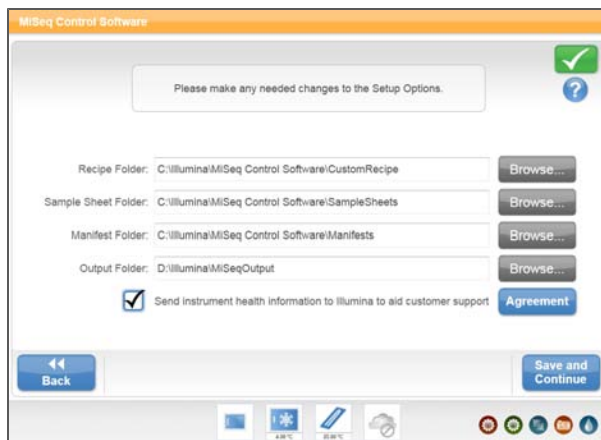 MiSeq Control Software
Please make any needed changes to the Setup Options.
?
Recipe Folder: C:\Illumina\MiSeq Control Software\CustomRecipe Browse...
Sample Sheet Folder: C:\Illumina\MiSeq Control Software\SampleSheets Browse...
Manifest Folder: C:\Illumina\MiSeq Control Software\Manifests Browse...
Output Folder: D:\Illumina\MiSeqOutput Browse...
Send instrument health information to Illumina to aid customer support Agreement
Back
Save and
Continue